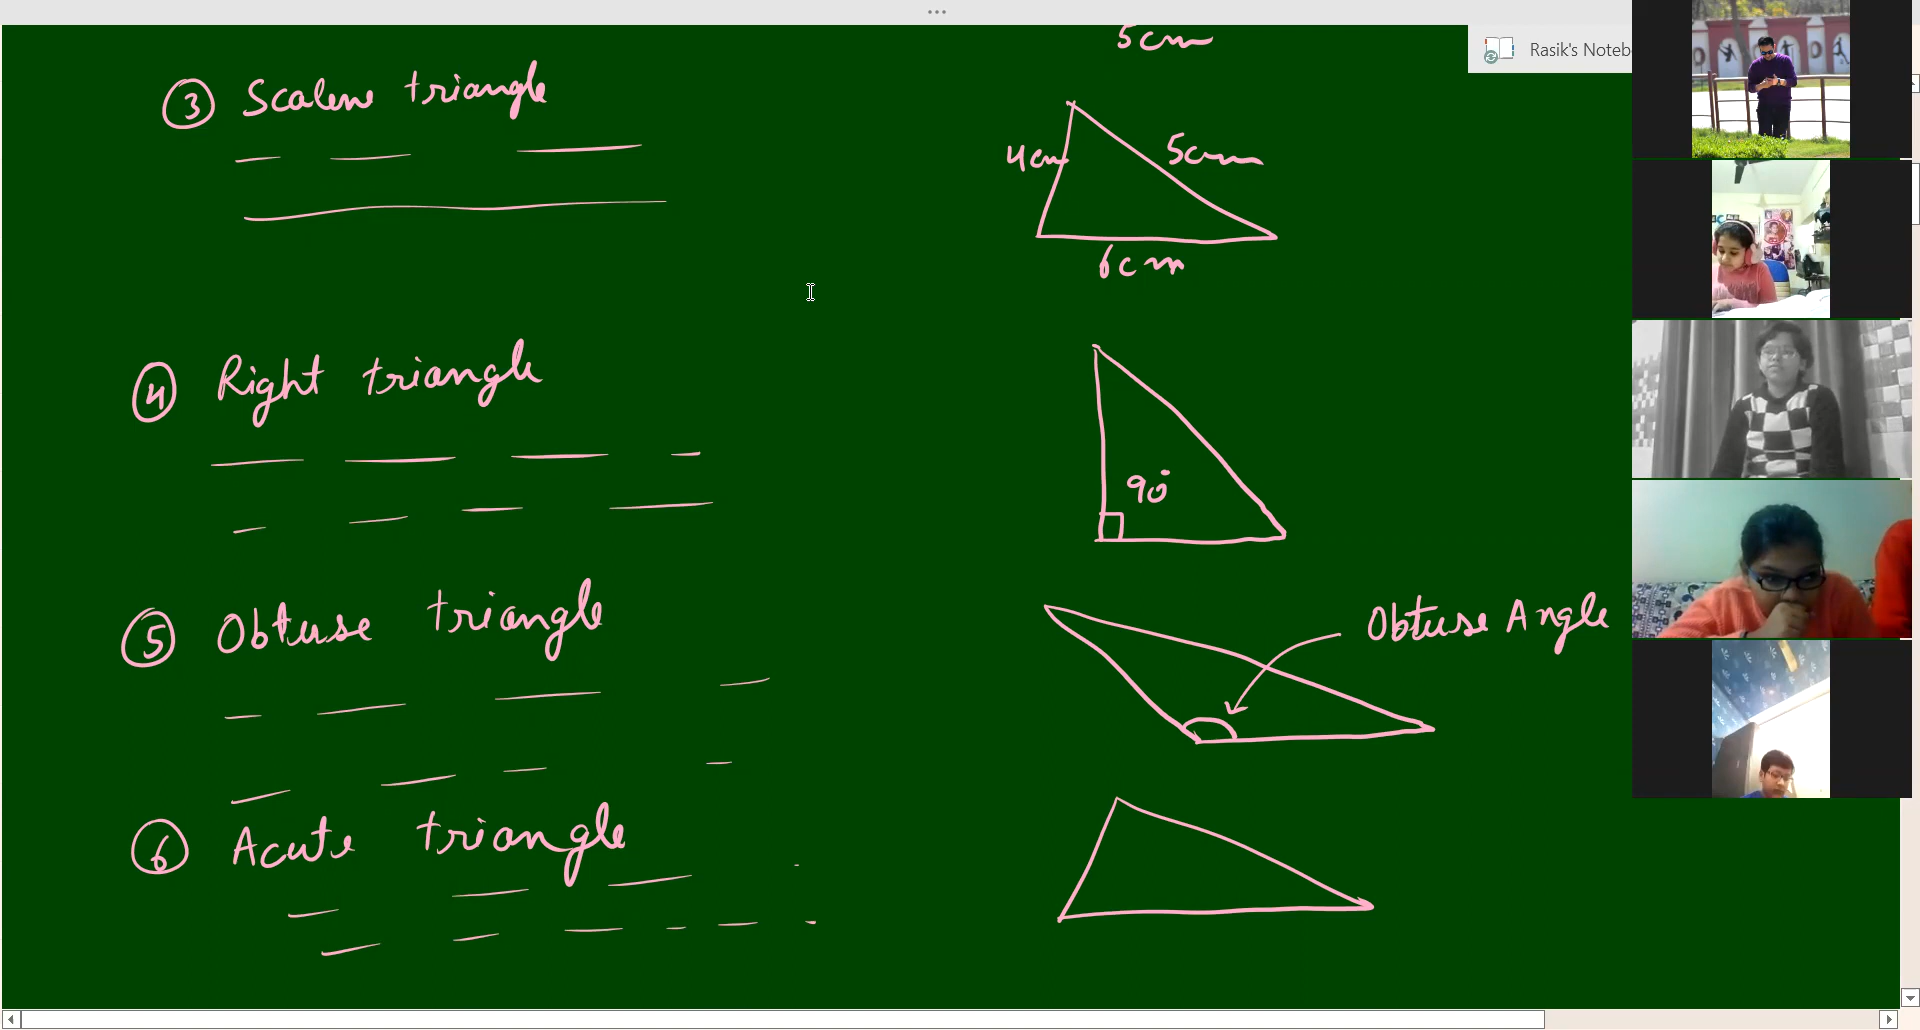 5cm
Rasik's Noteb
③ Scalene triangle
4cm
5cm
6cm
④ Right triangle
90°
⑤ Obtuse triangle
Obtuse Angle
⑥ Acute triangle